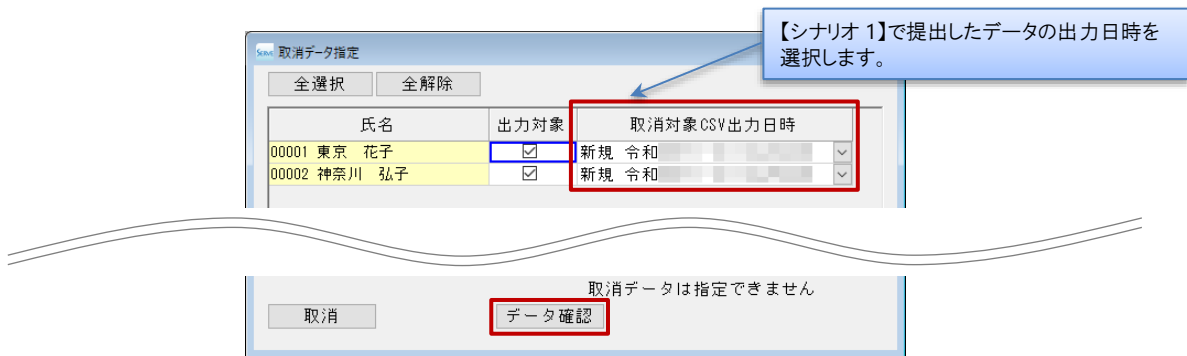 【シナリオ 1】で提出したデータの出力日時を
選択します。
Serve 取消データ指定
全選択 全解除
氏名 出力対象 取消対象CSV出力日時
00001 東京 花子 新規 令和
00002 神奈川 弘子 新規 令和
取消データは指定できません
取消 データ確認